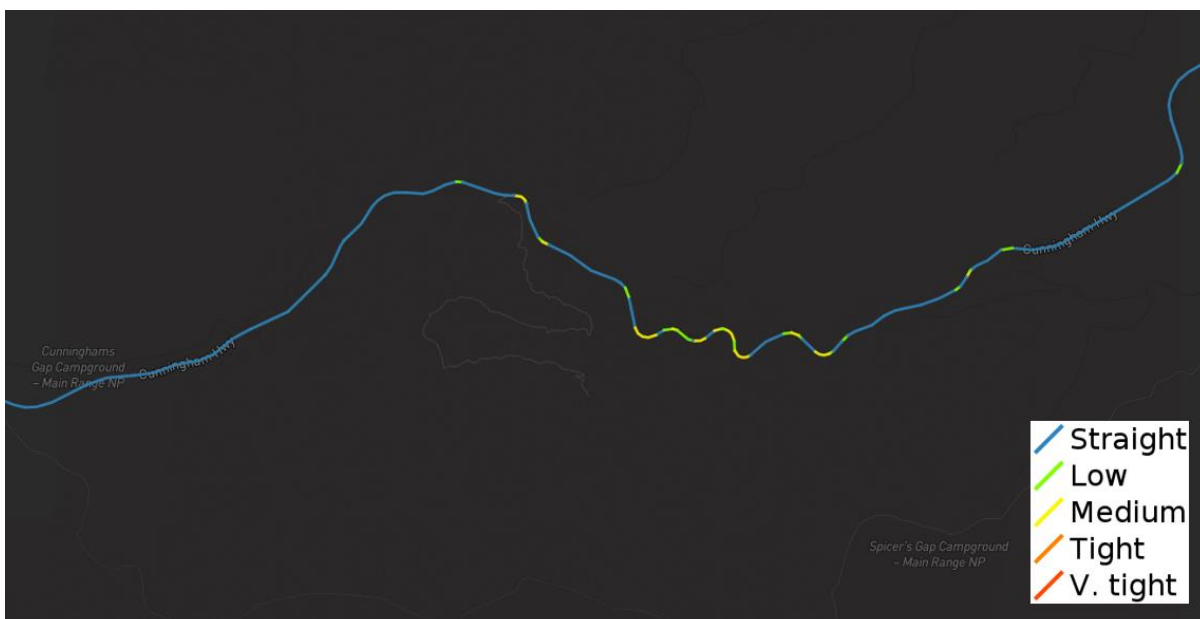 Cunningham Hwy
Cunninghams
Gap Campground
– Main Range NP
Cunningham Hwy
Spicer's Gap Campground
– Main Range NP
Straight
Low
Medium
Tight
V. tight